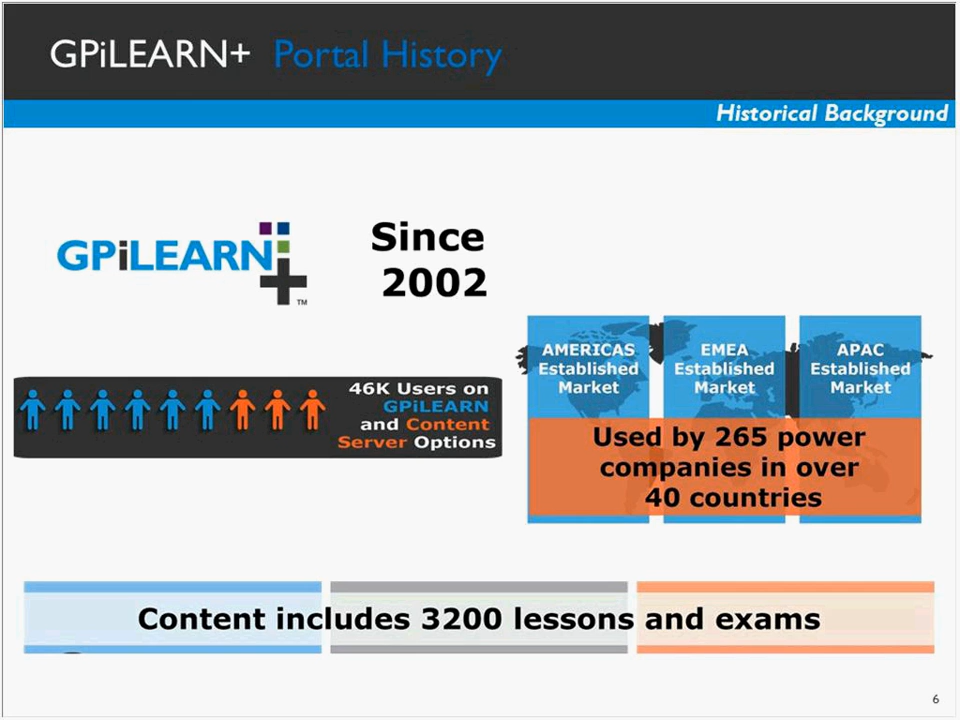 GPiLEARN+ Portal History
Historical Background
GPiLEARN+™
Since
2002
46K Users on
GPiLEARN
and Content
Server Options
AMERICAS
Established
Market
EMEA
Established
Market
APAC
Established
Market
Used by 265 power
companies in over
40 countries
Content includes 3200 lessons and exams
6